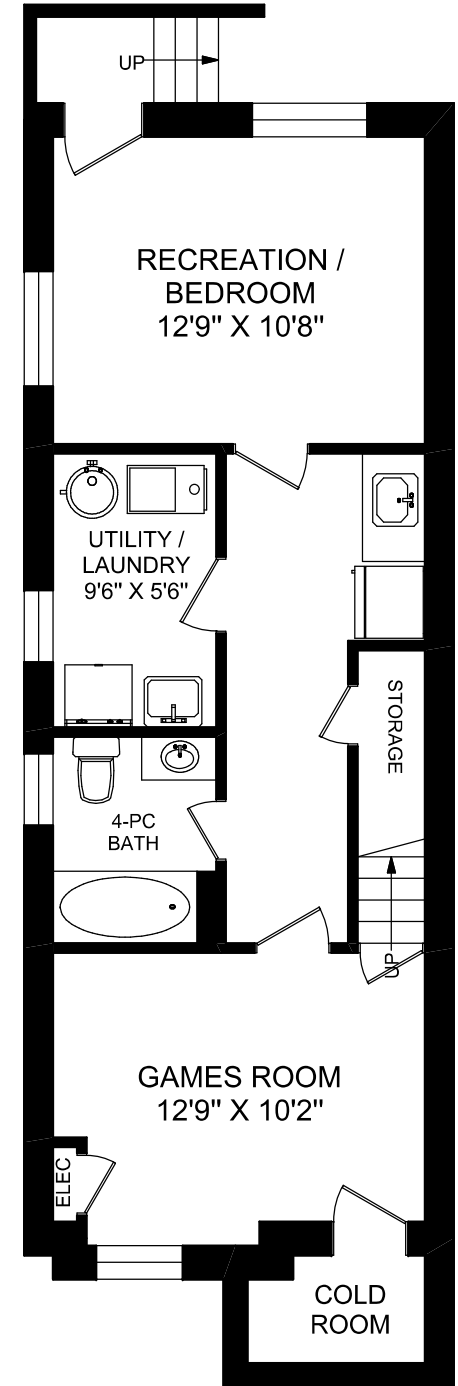 UP
RECREATION /
BEDROOM
12'9" X 10'8"
UTILITY /
LAUNDRY
9'6" X 5'6"
STORAGE
4-PC
BATH
UP
GAMES ROOM
12'9" X 10'2"
ELEC
COLD
ROOM